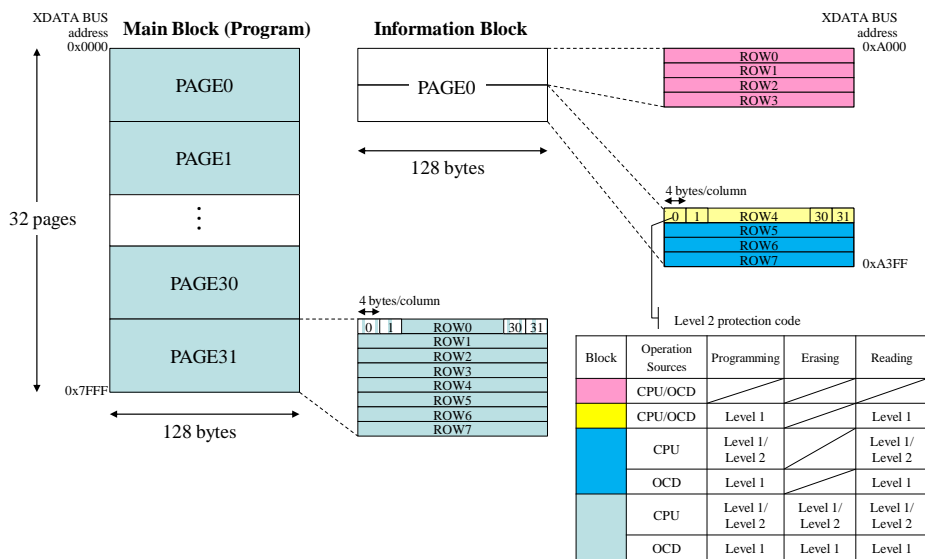 XDATA BUS
address
0x0000
Main Block (Program)
PAGE0
PAGE1
⋮
PAGE30
PAGE31
32 pages
0x7FFF
128 bytes
Information Block
PAGE0
128 bytes
XDATA BUS
address
0xA000
ROW0
ROW1
ROW2
ROW3
4 bytes/column
0 1 ROW4 30 31
ROW5
ROW6
ROW7
0xA3FF
Level 2 protection code
4 bytes/column
0 1 ROW0 30 31
ROW1
ROW2
ROW3
ROW4
ROW5
ROW6
ROW7
Block Operation Sources Programming Erasing Reading
CPU/OCD
CPU/OCD Level 1 Level 1
CPU Level 1/ Level 2 Level 1/ Level 2
OCD Level 1 Level 1
CPU Level 1/ Level 2 Level 1/ Level 2 Level 1/ Level 2
OCD Level 1 Level 1 Level 1